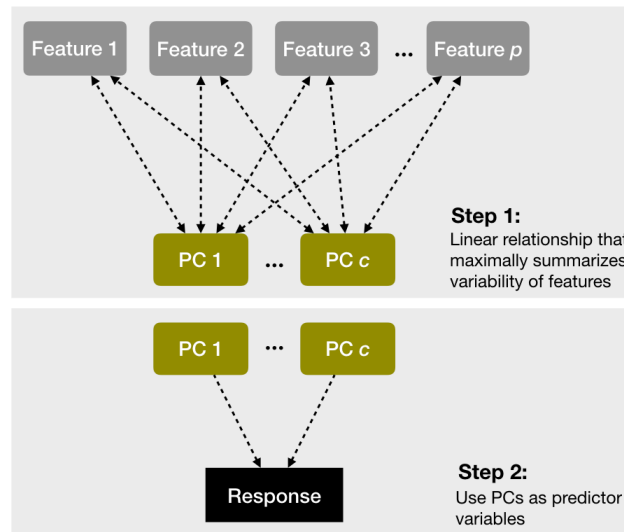 Feature 1 Feature 2 Feature 3 ... Feature p
PC 1 ... PC c
Step 1:
Linear relationship that
maximally summarizes
variability of features
PC 1 ... PC c
Response
Step 2:
Use PCs as predictor
variables